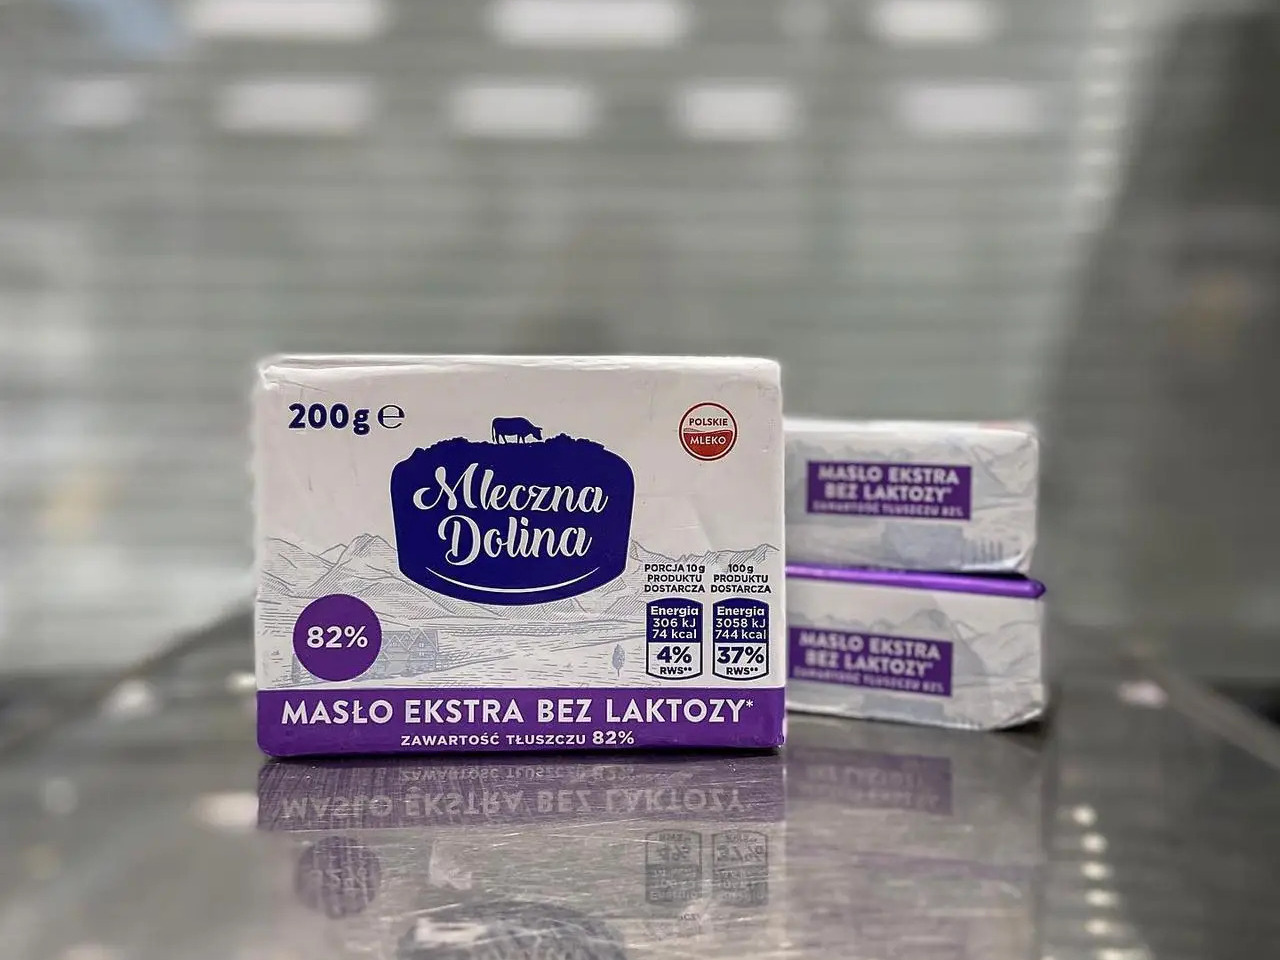 200g ℮
POLSKIE
MLEKO
Mleczna
Dolina
PORCJA 10g
PRODUKTU
DOSTARCZA
Energia
306 kJ
74 kcal
4%
RWS**
100g
PRODUKTU
DOSTARCZA
Energia
3058 kJ
744 kcal
37%
RWS**
82%
MASŁO EKSTRA BEZ LAKTOZY*
ZAWARTOŚĆ TŁUSZCZU 82%
MASŁO EKSTRA
BEZ LAKTOZY*
ZAWARTOŚĆ TŁUSZCZU 82%
MASŁO EKSTRA
BEZ LAKTOZY*
ZAWARTOŚĆ TŁUSZCZU 82%